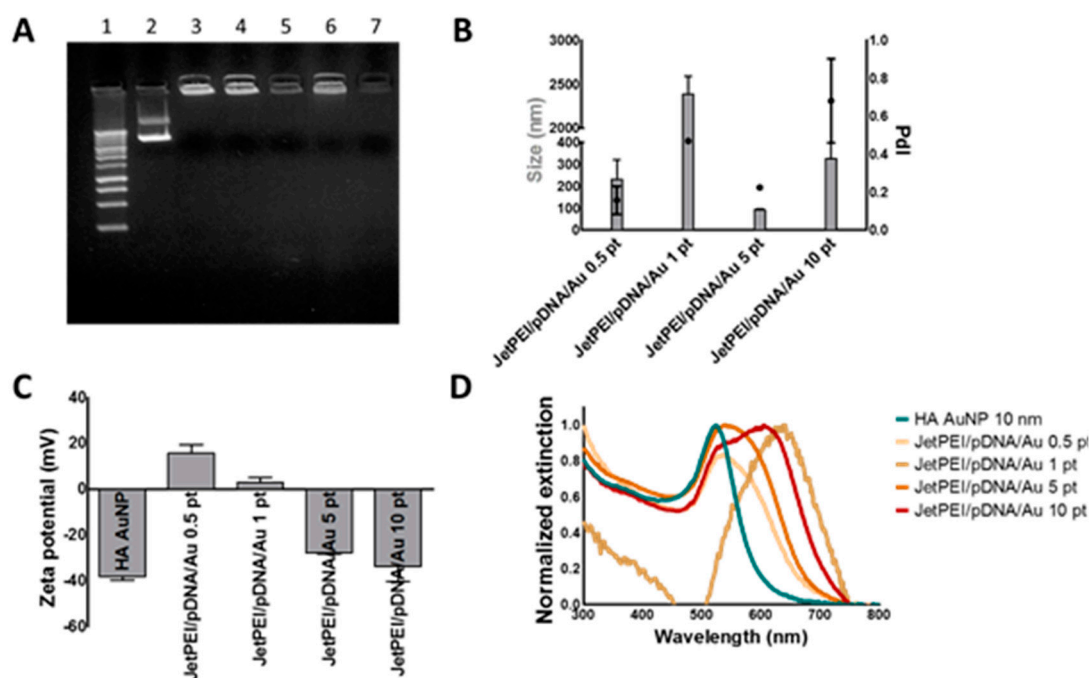 A
1 2 3 4 5 6 7
B
Size (nm)
3000
2500
2000
400
300
200
100
0
1.0
0.8
0.6
0.4
0.2
0.0
PdI
JetPEI/pDNA/Au 0.5 pt
JetPEI/pDNA/Au 1 pt
JetPEI/pDNA/Au 5 pt
JetPEI/pDNA/Au 10 pt
C
Zeta potential (mV)
40
20
0
-20
-40
-60
HA AuNP
JetPEI/pDNA/Au 0.5 pt
JetPEI/pDNA/Au 1 pt
JetPEI/pDNA/Au 5 pt
JetPEI/pDNA/Au 10 pt
D
Normalized extinction
1.0
0.8
0.6
0.4
0.2
0.0
300 400 500 600 700 800
Wavelength (nm)
HA AuNP 10 nm
JetPEI/pDNA/Au 0.5 pt
JetPEI/pDNA/Au 1 pt
JetPEI/pDNA/Au 5 pt
JetPEI/pDNA/Au 10 pt